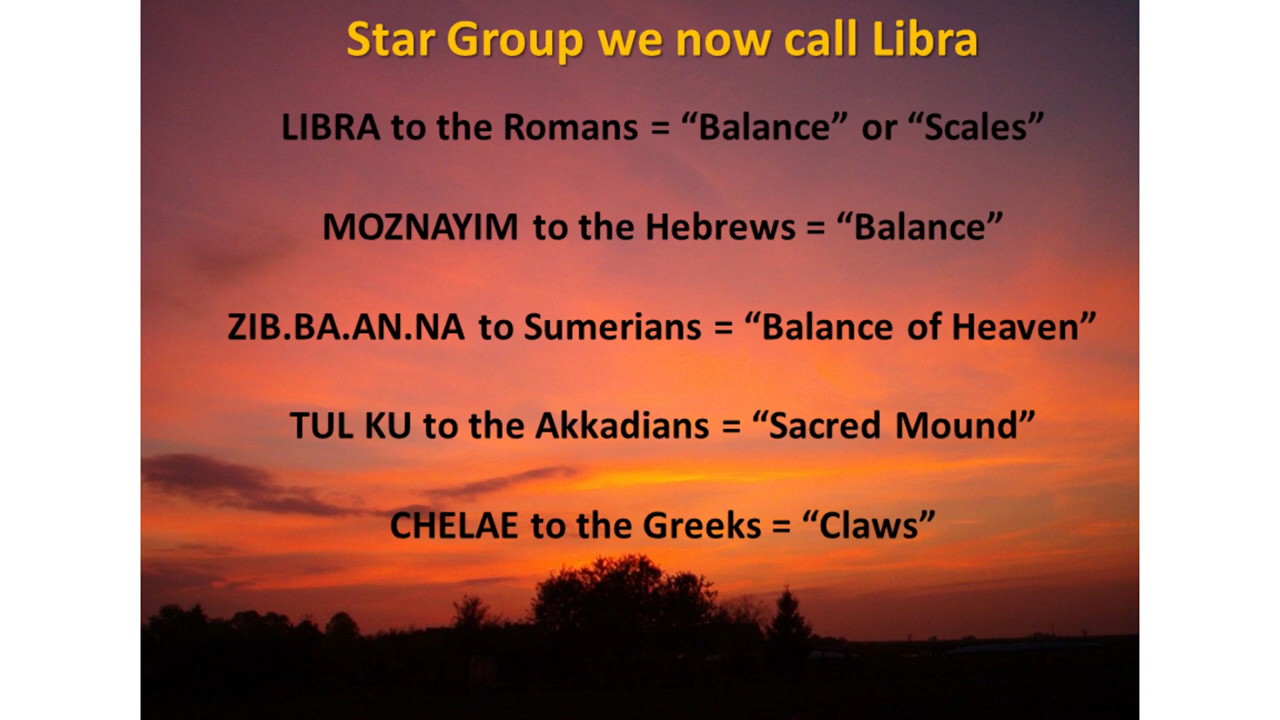 Star Group we now call Libra
LIBRA to the Romans = “Balance” or “Scales”
MOZNAYIM to the Hebrews = “Balance”
ZIB.BA.AN.NA to Sumerians = “Balance of Heaven”
TUL KU to the Akkadians = “Sacred Mound”
CHELAE to the Greeks = “Claws”